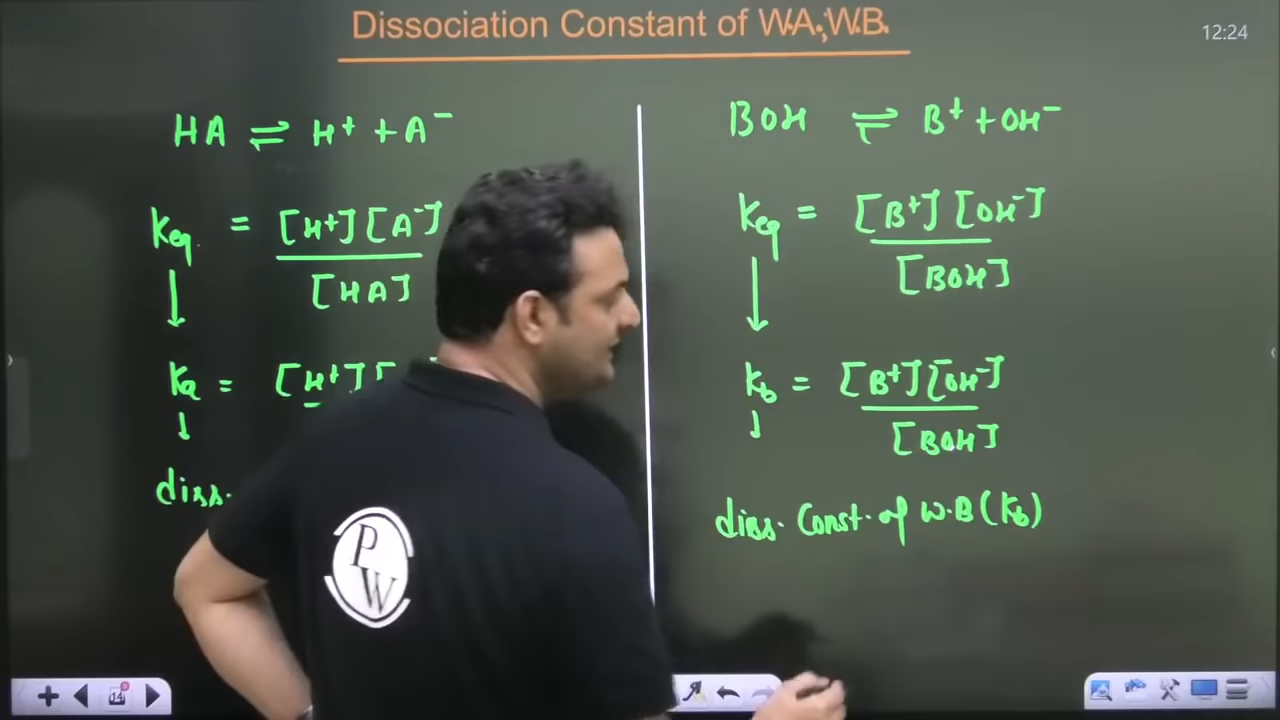 Dissociation Constant of W.A.; W.B.
12:24
HA ⇌ H⁺ + A⁻
Keq. = [H⁺] [A⁻]
[HA]
↓
Ka = [H⁺] [
↓
diss.
BOH ⇌ B⁺ + OH⁻
Keq = [B⁺] [OH⁻]
[BOH]
↓
Kb = [B⁺] [OH⁻]
[BOH]
↓
diss. Const. of W.B (Kb)
PW
14